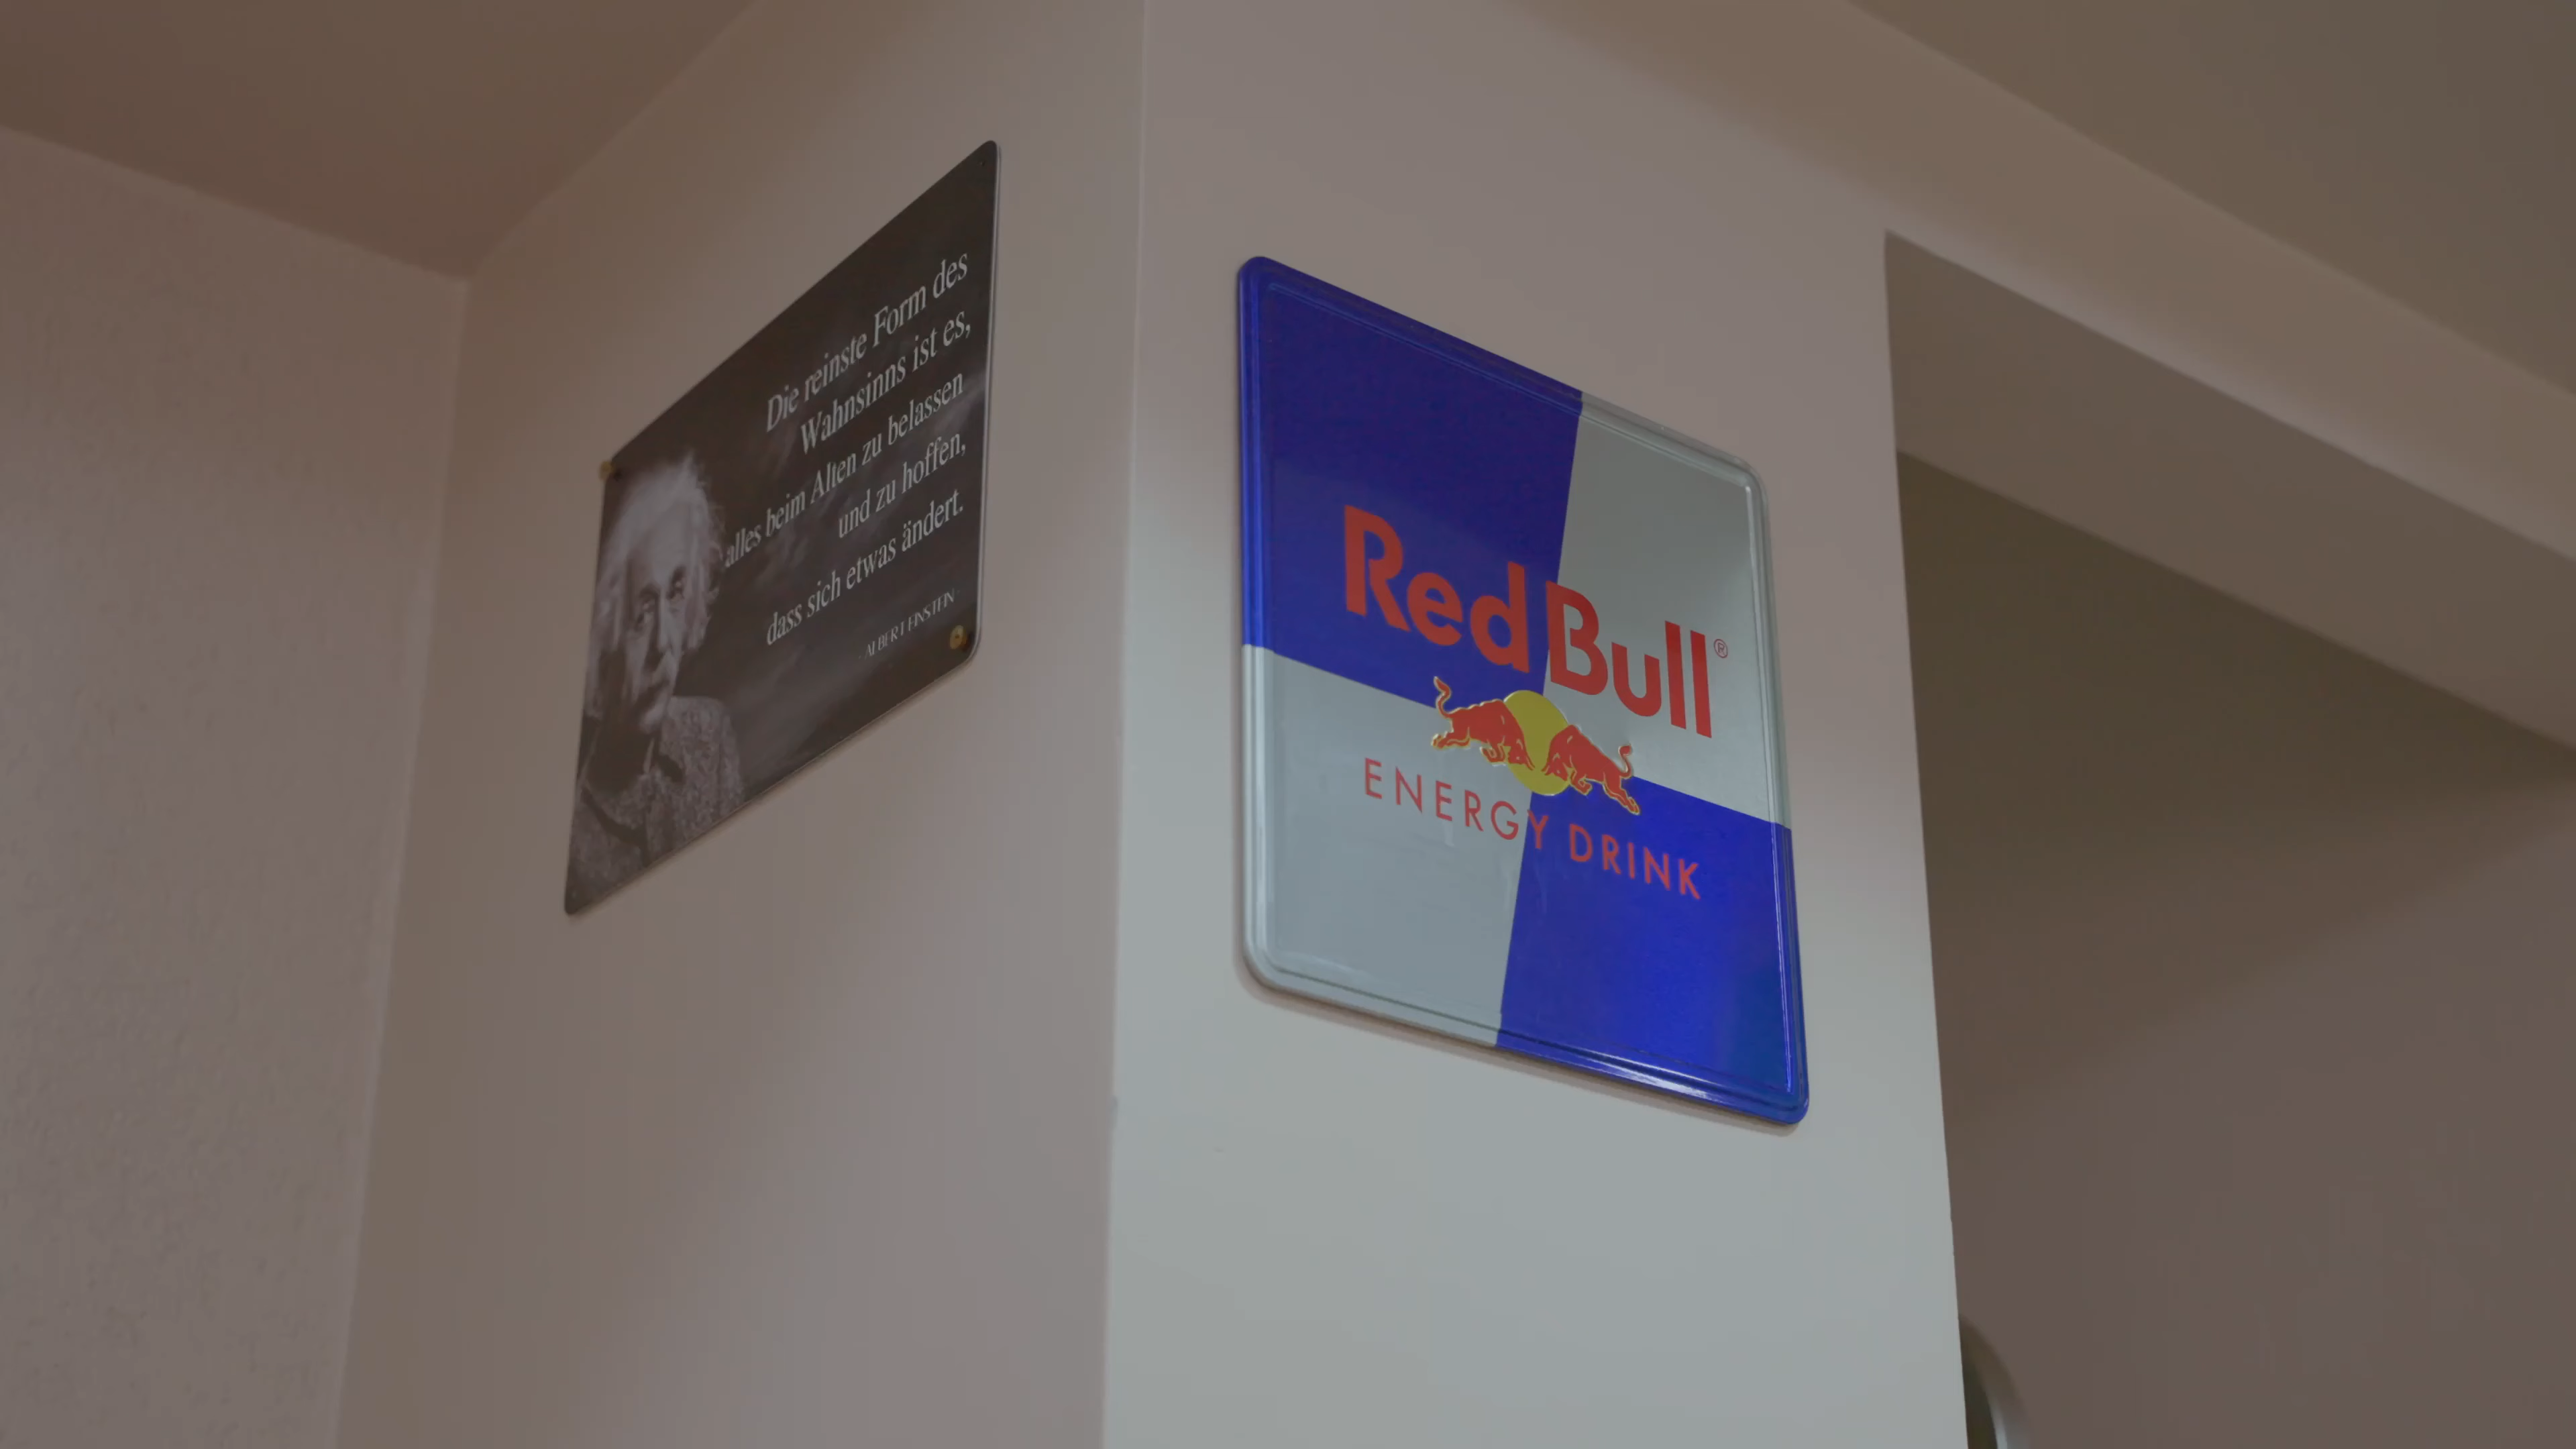 Die reinste Form des
Wahnsinns ist es,
alles beim Alten zu belassen
und zu hoffen,
dass sich etwas ändert.
- ALBERT EINSTEIN -
Red Bull®
ENERGY DRINK